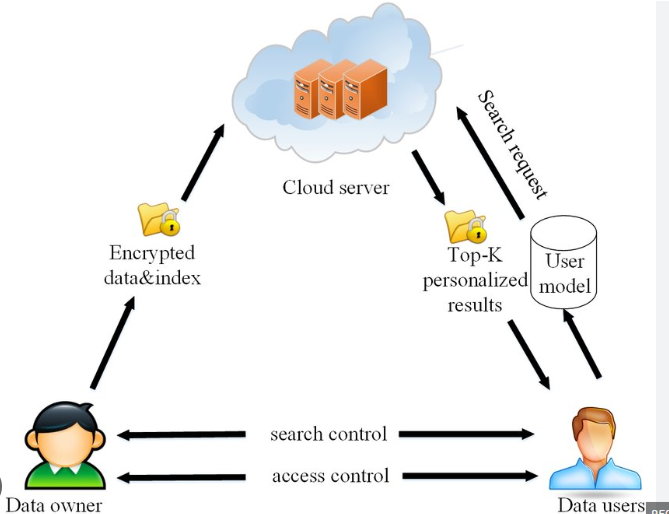 Cloud server
Search request
Encrypted
data&index
Top-K
personalized
results
User
model
search control
access control
Data owner
Data users